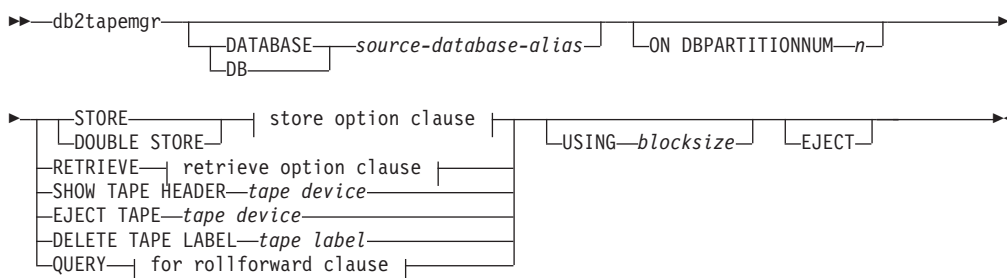 db2tapemgr DATABASE source-database-alias ON DBPARTITIONNUM n
DB
STORE store option clause USING blocksize EJECT
DOUBLE STORE
RETRIEVE retrieve option clause
SHOW TAPE HEADER tape device
EJECT TAPE tape device
DELETE TAPE LABEL tape label
QUERY for rollforward clause